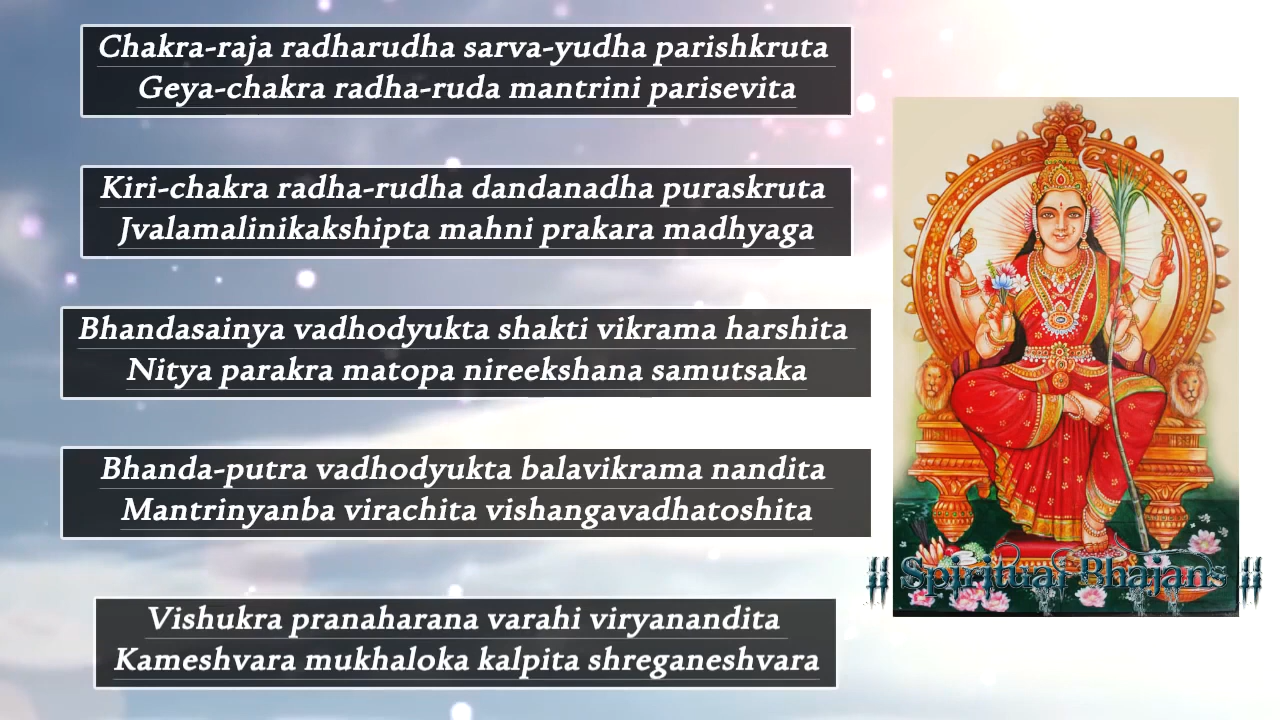 Chakra-raja radharudha sarva-yudha parishkruta
Geya-chakra radha-ruda mantrini parisevita
Kiri-chakra radha-rudha dandanadha puraskruta
Jvalamalinikakshipta mahni prakara madhyaga
Bhandasainya vadhodyukta shakti vikrama harshita
Nitya parakra matopa nireekshana samutsaka
Bhanda-putra vadhodyukta balavikrama nandita
Mantrinyanba virachita vishangavadhatoshita
Vishukra pranaharana varahi viryanandita
Kameshvara mukhaloka kalpita shreganeshvara
|| Spiritual Bhajans ||